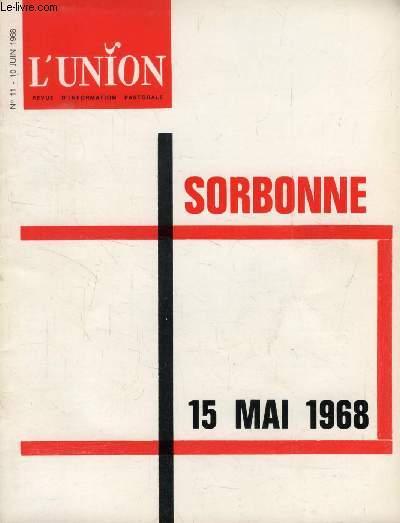 Le-livre.com
N° 11 - 10 JUIN 1968
L'UNION
REVUE D'INFORMATION PASTORALE
SORBONNE
15 MAI 1968